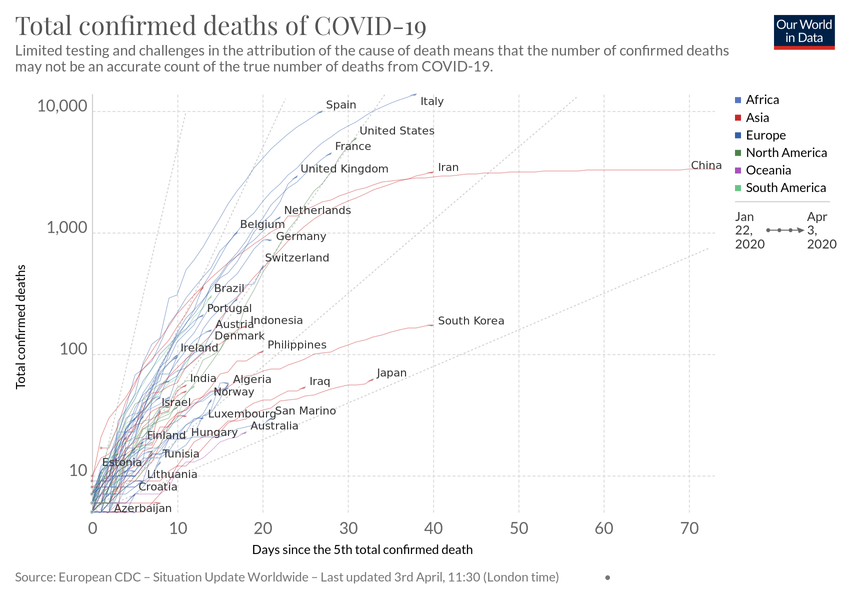 Total confirmed deaths of COVID-19
Limited testing and challenges in the attribution of the cause of death means that the number of confirmed deaths
may not be an accurate count of the true number of deaths from COVID-19.
Our World
in Data
10,000
1,000
100
10
Total confirmed deaths
Spain
Italy
United States
France
United Kingdom
Iran
China
Netherlands
Belgium
Germany
Switzerland
Brazil
Portugal
Austria
Indonesia
Denmark
South Korea
Ireland
Philippines
India
Algeria
Iraq
Japan
Norway
Israel
Luxembourg
San Marino
Australia
Finland
Hungary
Tunisia
Estonia
Lithuania
Croatia
Azerbaijan
0
10
20
30
40
50
60
70
Days since the 5th total confirmed death
Africa
Asia
Europe
North America
Oceania
South America
Jan
22,
2020
Apr
3,
2020
Source: European CDC – Situation Update Worldwide – Last updated 3rd April, 11:30 (London time)